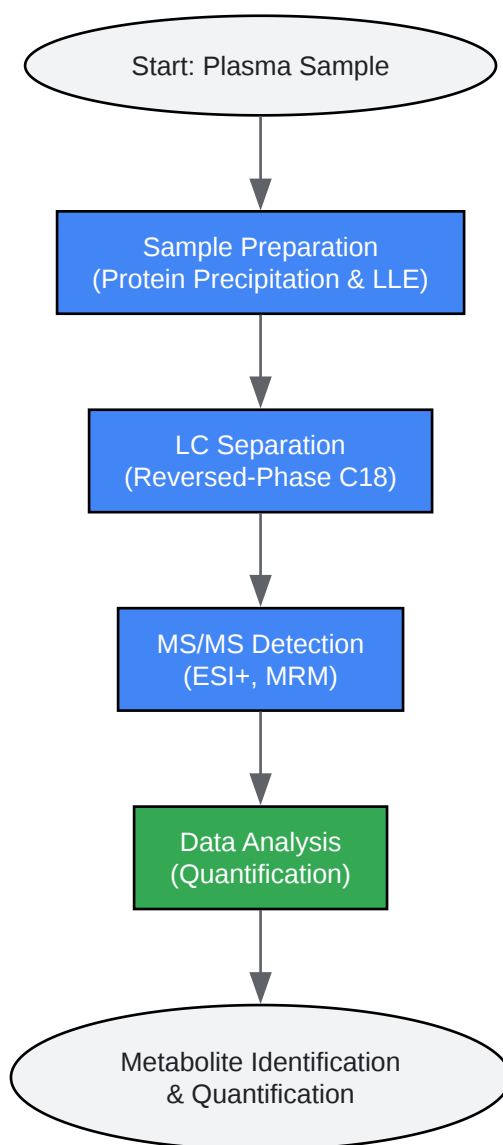 Start: Plasma Sample
Sample Preparation
(Protein Precipitation & LLE)
LC Separation
(Reversed-Phase C18)
MS/MS Detection
(ESI+, MRM)
Data Analysis
(Quantification)
Metabolite Identification
& Quantification